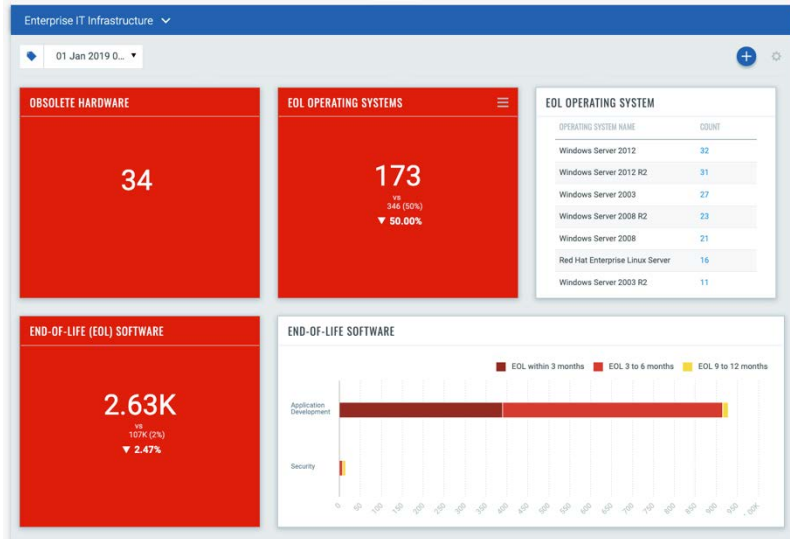 Enterprise IT Infrastructure
01 Jan 2019 0...
OBSOLETE HARDWARE
34
EOL OPERATING SYSTEMS
173
vs
346 (50%)
▼ 50.00%
EOL OPERATING SYSTEM
OPERATING SYSTEM NAME COUNT
Windows Server 2012 32
Windows Server 2012 R2 31
Windows Server 2003 27
Windows Server 2008 R2 23
Windows Server 2008 21
Red Hat Enterprise Linux Server 16
Windows Server 2003 R2 11
END-OF-LIFE (EOL) SOFTWARE
2.63K
vs
107K (2%)
▼ 2.47%
END-OF-LIFE SOFTWARE
EOL within 3 months EOL 3 to 6 months EOL 9 to 12 months
Application
Development
Security
0 50 100 150 200 250 300 350 400 450 500 550 600 650 700 750 800 850 900 950 1.00K